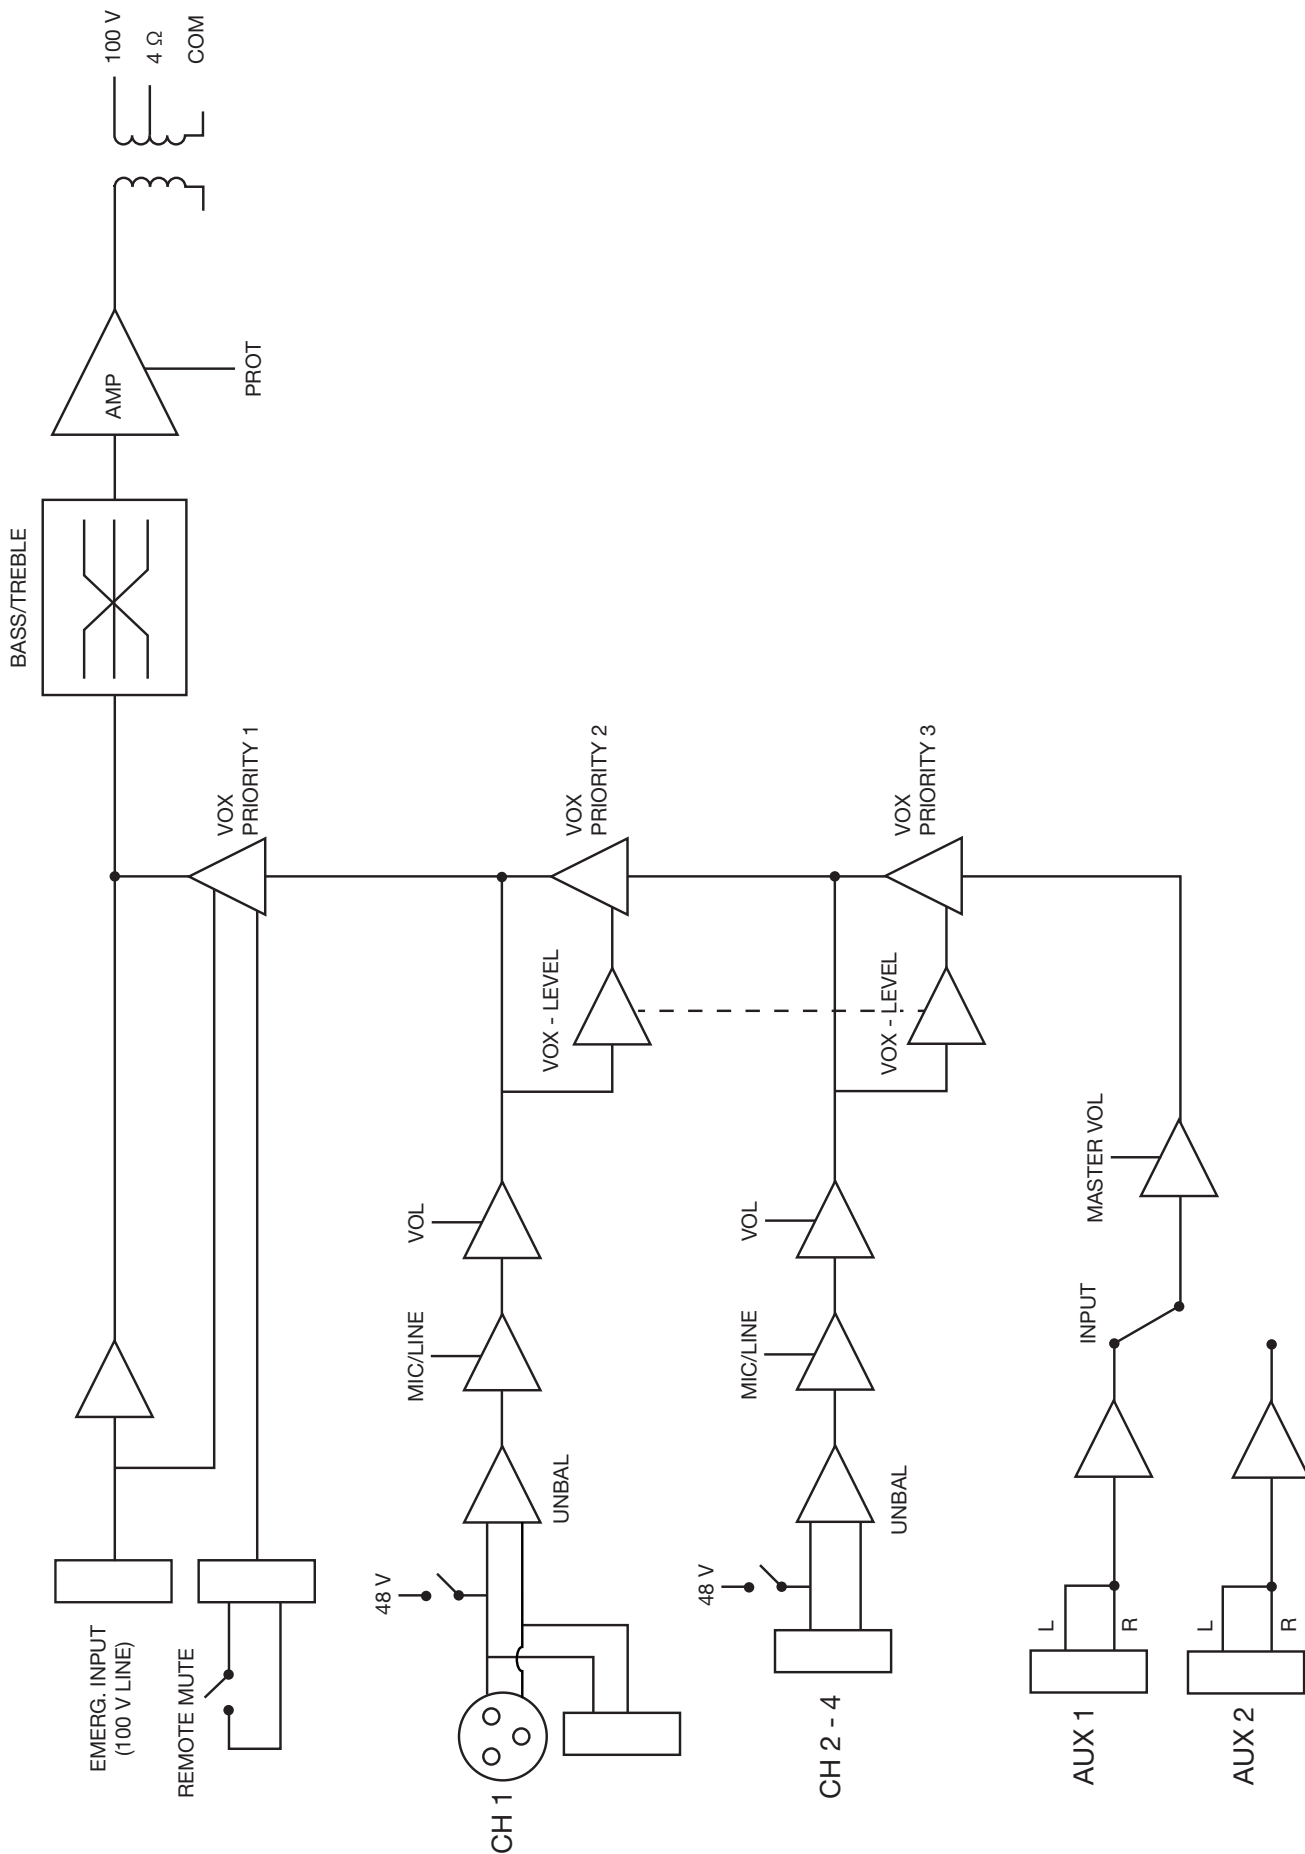 EMERG. INPUT
(100 V LINE)
REMOTE MUTE
BASS/TREBLE
AMP
PROT
100 V
4 Ω
COM
VOX
PRIORITY 1
CH 1
48 V
UNBAL
MIC/LINE
VOL
VOX - LEVEL
VOX
PRIORITY 2
CH 2 - 4
48 V
UNBAL
MIC/LINE
VOL
VOX - LEVEL
VOX
PRIORITY 3
AUX 1
L
R
INPUT
MASTER VOL
AUX 2
L
R